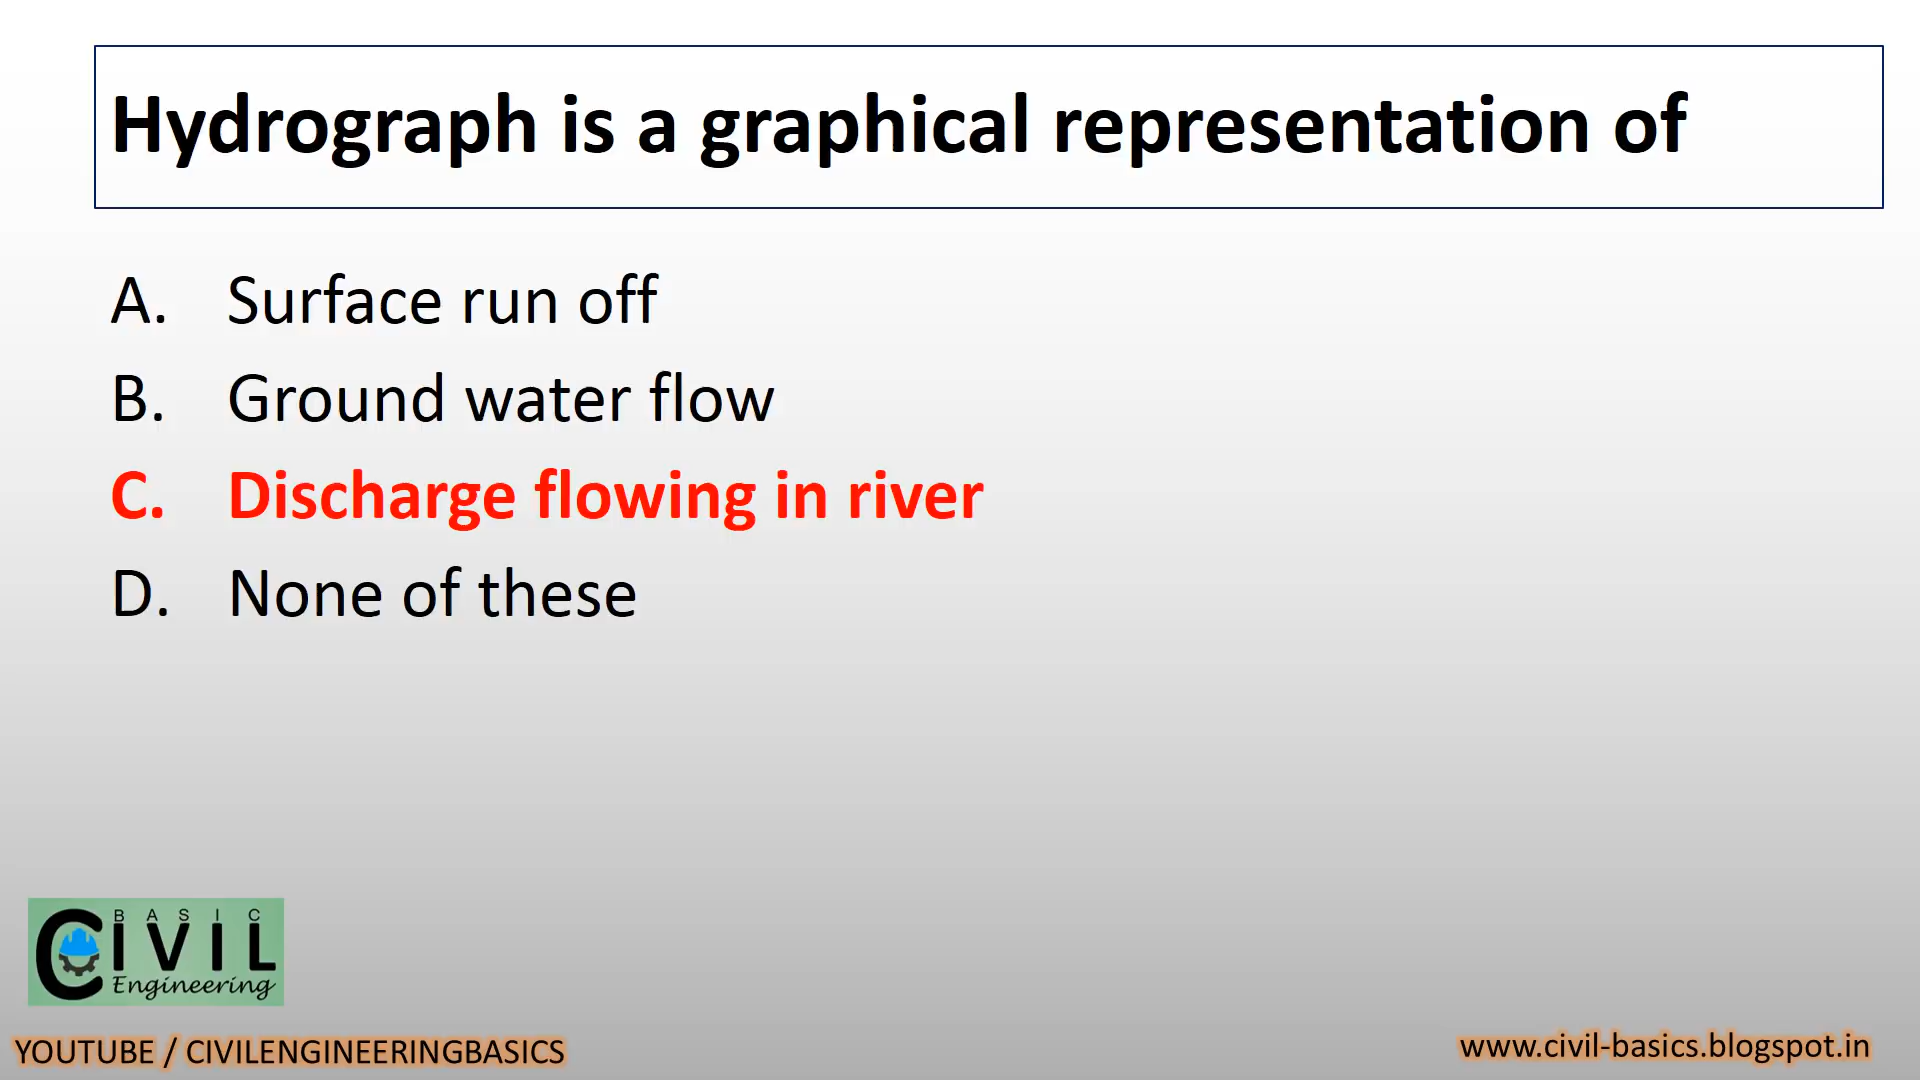 Hydrograph is a graphical representation of
A. Surface run off
B. Ground water flow
C. Discharge flowing in river
D. None of these
BASIC
CIVIL
Engineering
YOUTUBE / CIVILENGINEERINGBASICS
www.civil-basics.blogspot.in